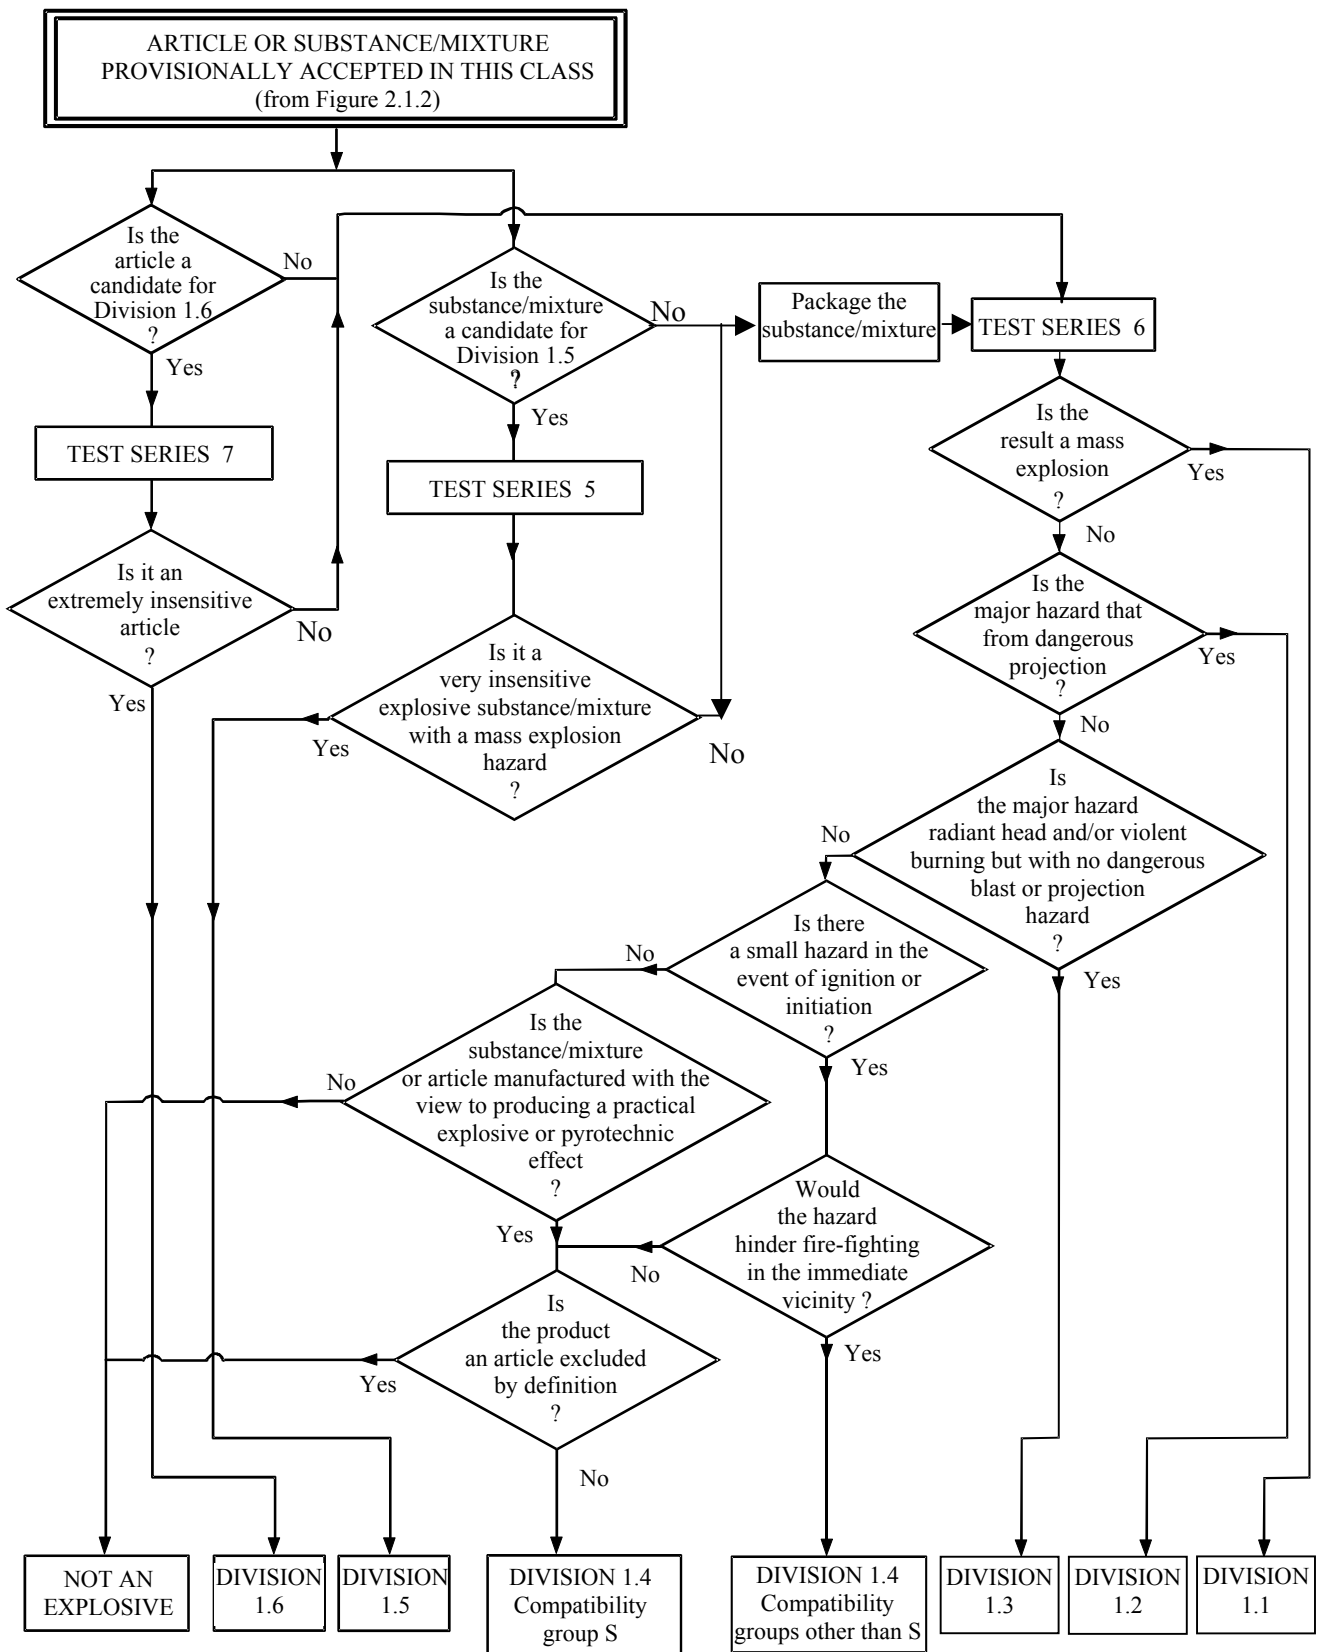 ARTICLE OR SUBSTANCE/MIXTURE
PROVISIONALLY ACCEPTED IN THIS CLASS
(from Figure 2.1.2)
Is the
article a
candidate for
Division 1.6
?
No
Yes
TEST SERIES 7
Is it an
extremely insensitive
article
?
No
Yes
Is the
substance/mixture
a candidate for
Division 1.5
?
No
Yes
TEST SERIES 5
Is it a
very insensitive
explosive substance/mixture
with a mass explosion
hazard
?
Yes
No
Package the
substance/mixture
TEST SERIES 6
Is the
result a mass
explosion
?
Yes
No
Is the
major hazard that
from dangerous
projection
?
Yes
No
Is
the major hazard
radiant head and/or violent
burning but with no dangerous
blast or projection
hazard
?
No
Yes
Is there
a small hazard in the
event of ignition or
initiation
?
No
Yes
Is the
substance/mixture
or article manufactured with the
view to producing a practical
explosive or pyrotechnic
effect
?
No
Yes
Would
the hazard
hinder fire-fighting
in the immediate
vicinity ?
No
Yes
Is
the product
an article excluded
by definition
?
Yes
No
NOT AN
EXPLOSIVE
DIVISION
1.6
DIVISION
1.5
DIVISION 1.4
Compatibility
group S
DIVISION 1.4
Compatibility
groups other than S
DIVISION
1.3
DIVISION
1.2
DIVISION
1.1